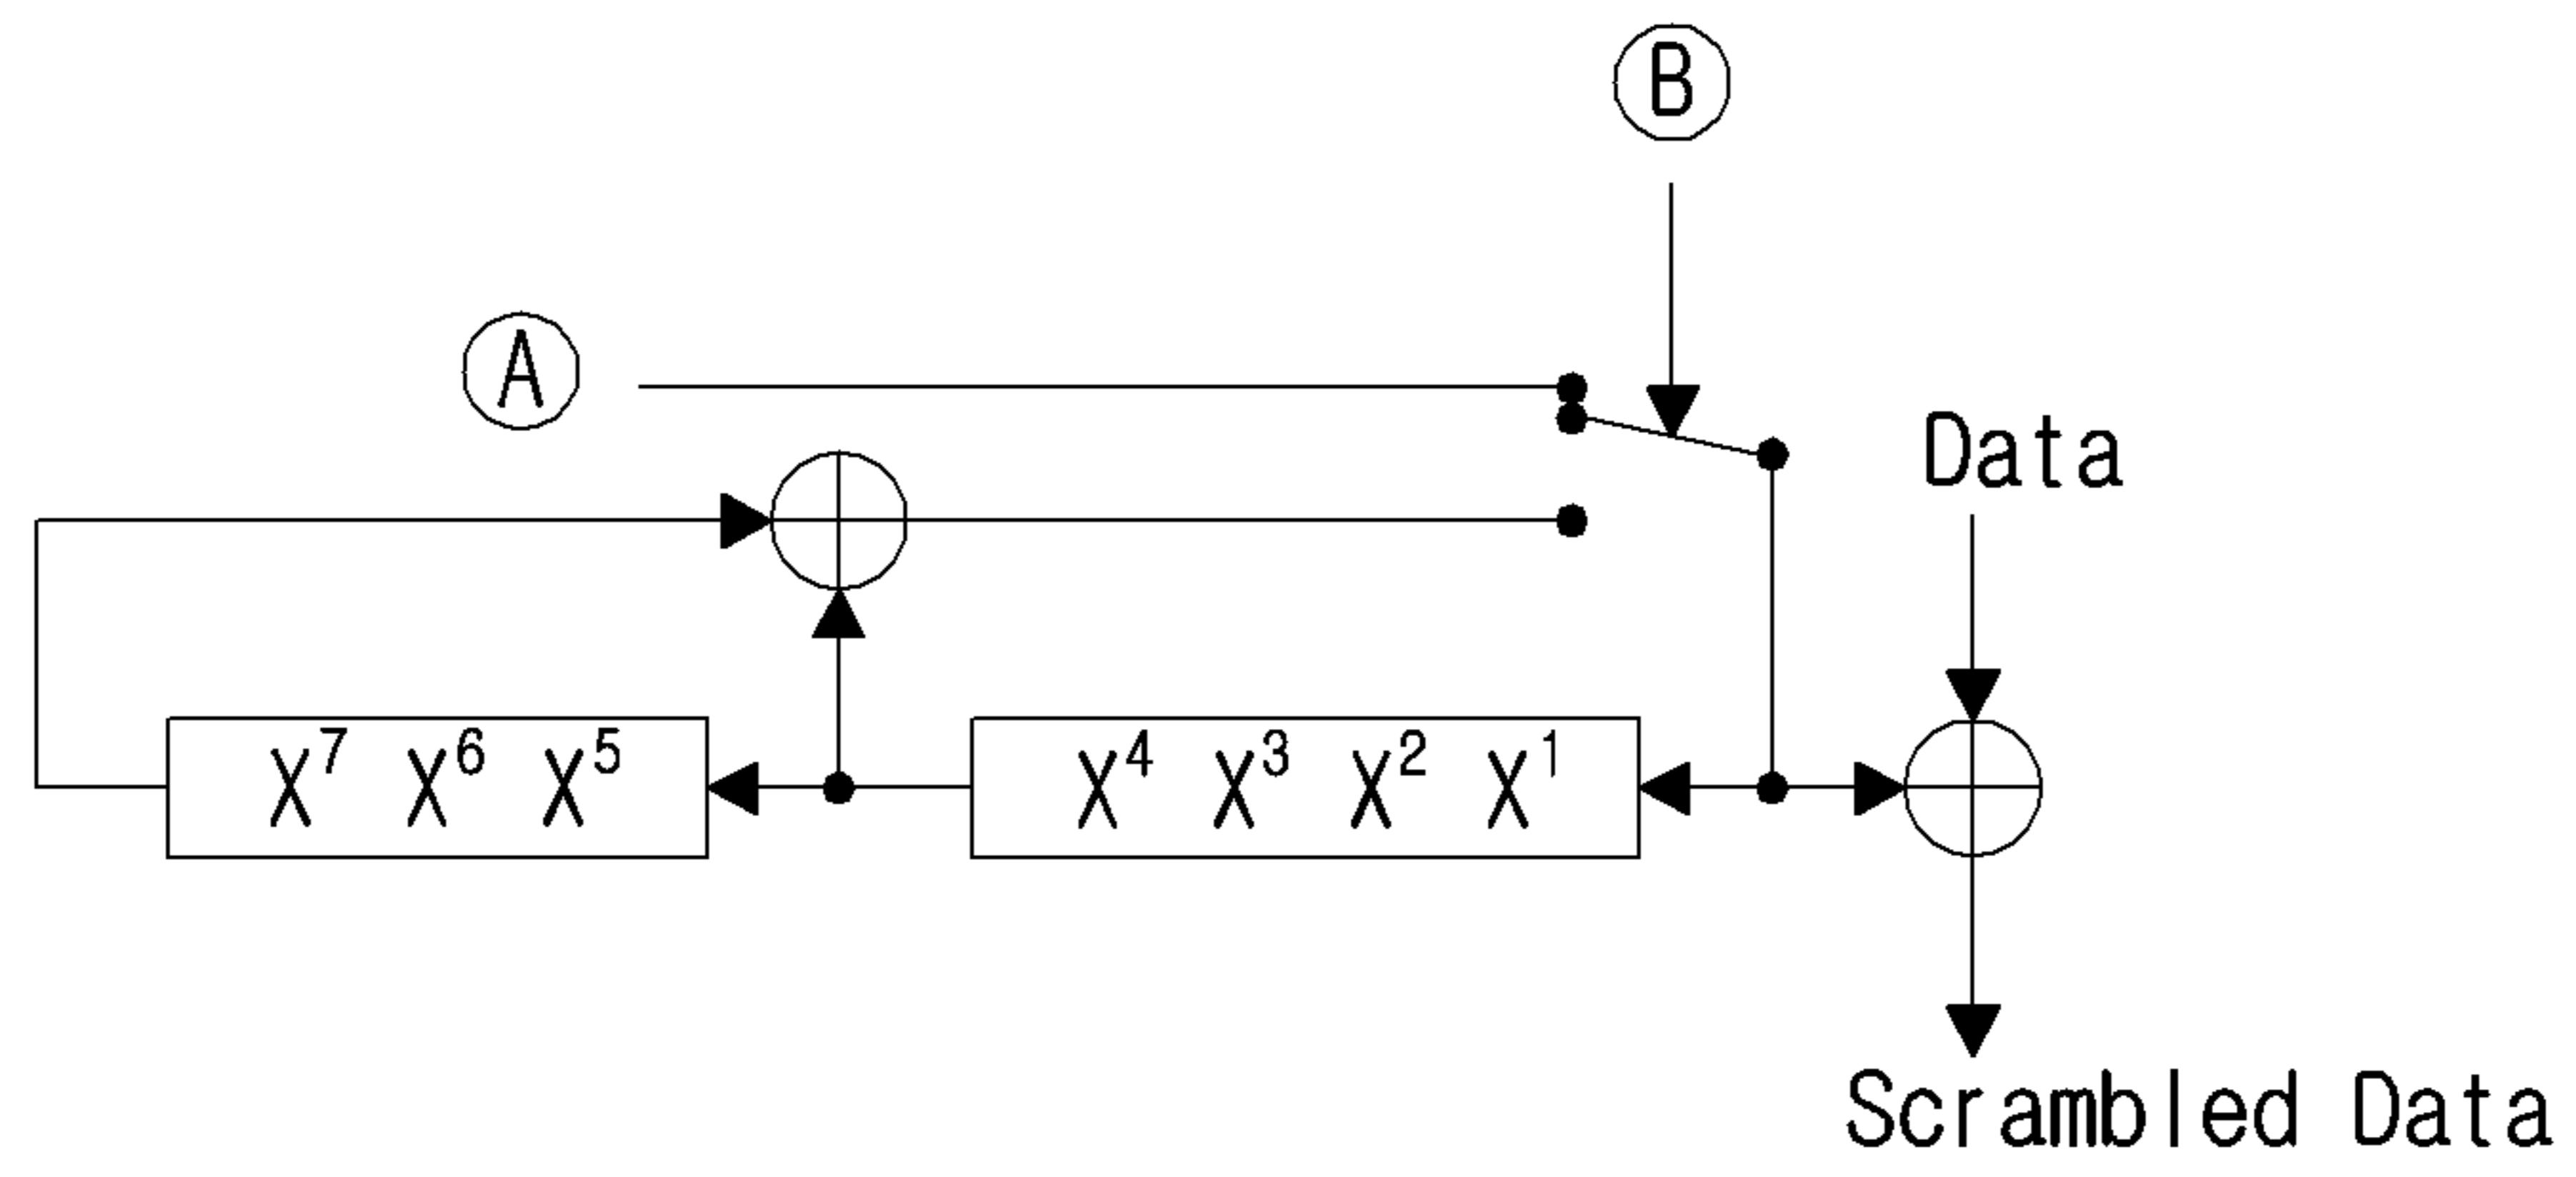 B
A
Data
X⁷ X⁶ X⁵
X⁴ X³ X² X¹
Scrambled Data